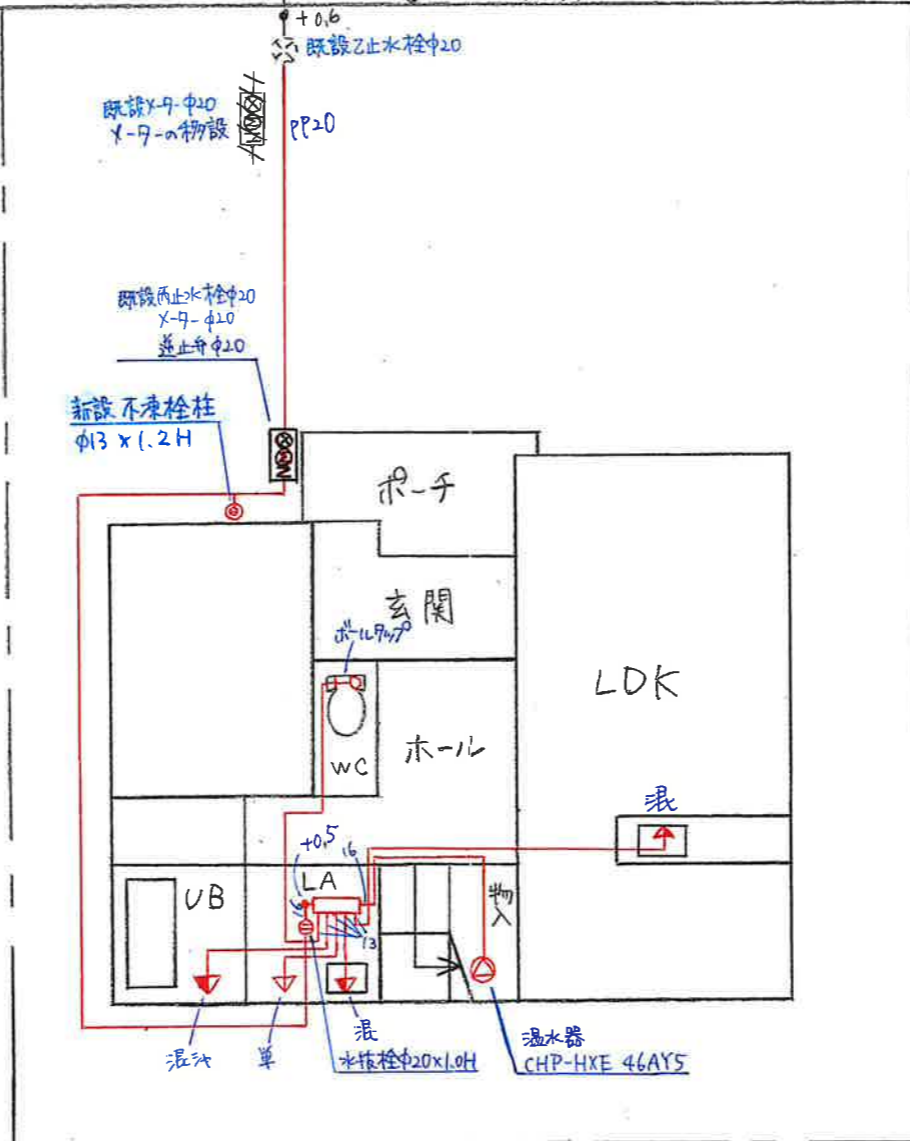 +0.6
既設乙止水栓φ20
既設メーターφ20
メーターの移設
PP20
既設丙止水栓φ20
メーターφ20
逆止弁φ20
新設 不凍栓柱
φ13×1.2H
ポーチ
玄関
ボールタップ
LDK
WC
ホール
混
+0.5
16
UB
LA
16
物入
13
混シャ
単
混
水抜栓φ20×1.0H
温水器
CHP-HXE 46AY5